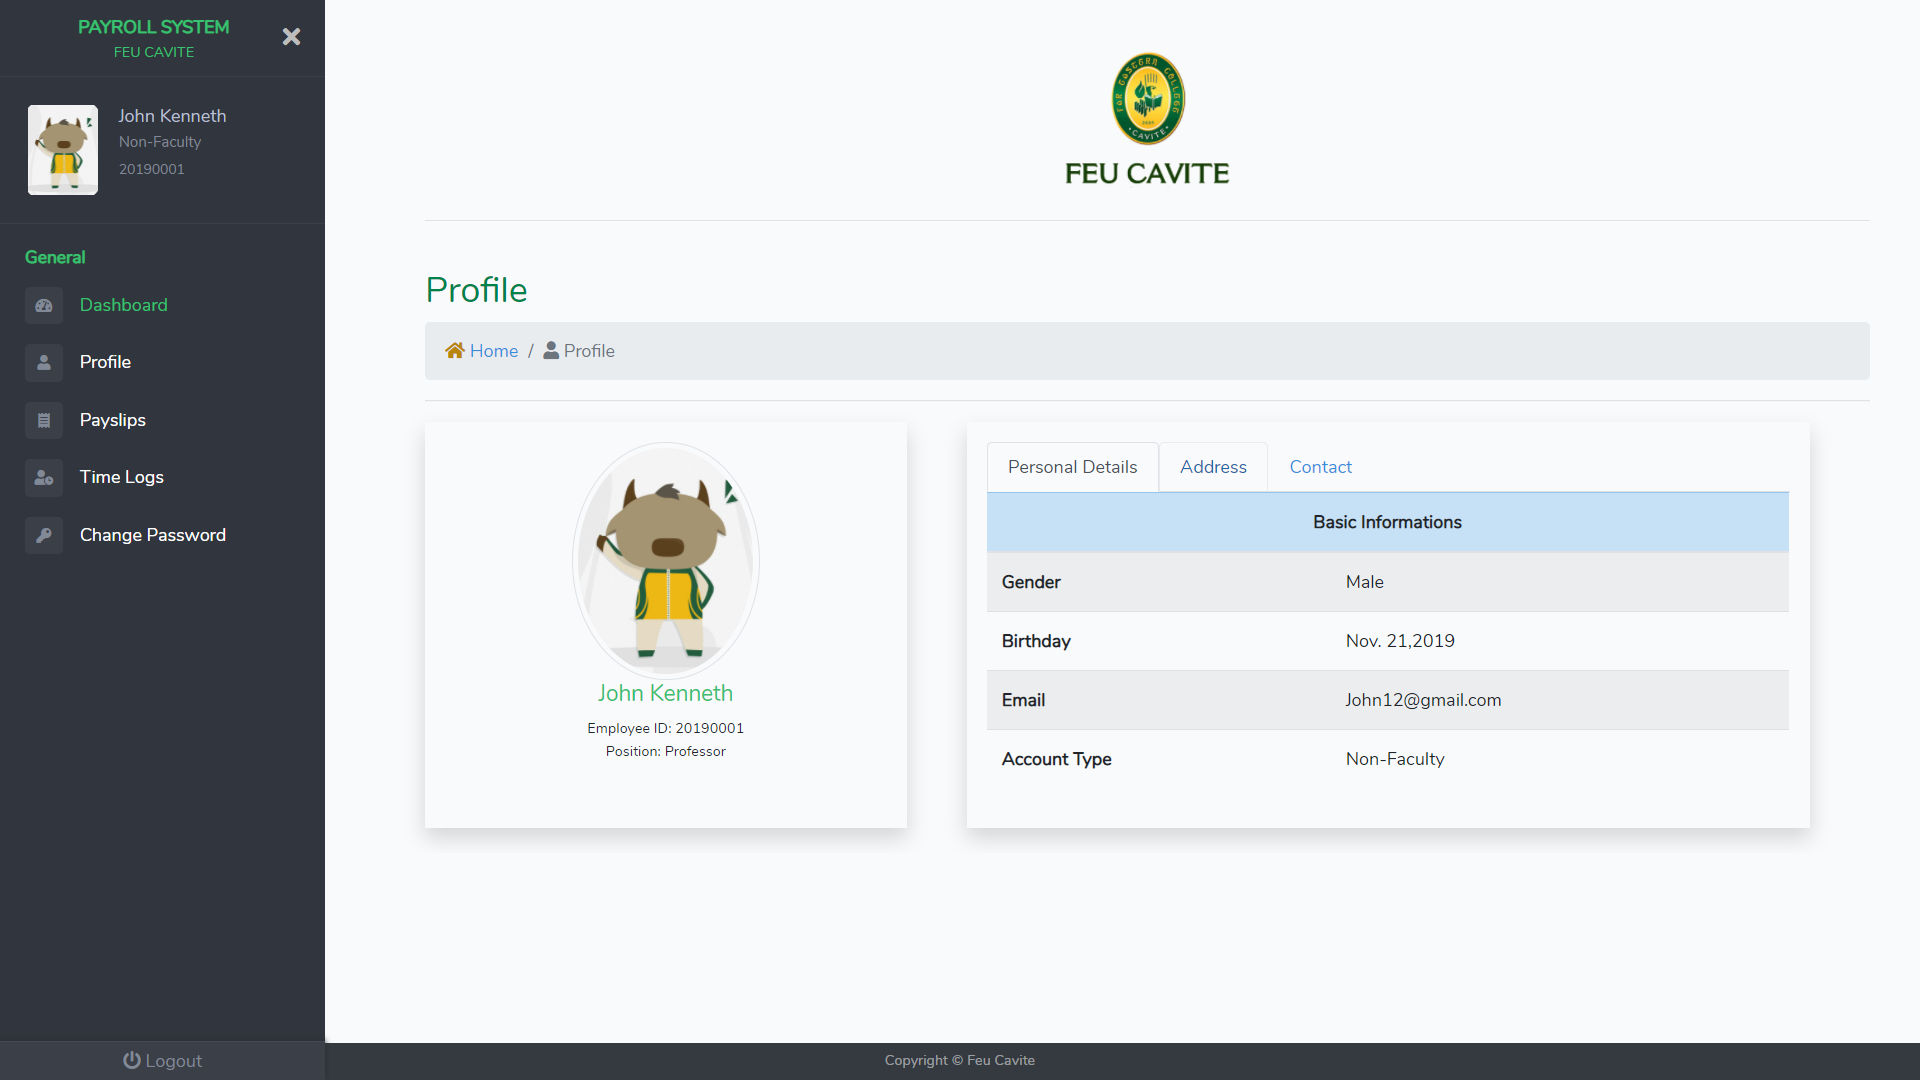 PAYROLL SYSTEM
FEU CAVITE
John Kenneth
Non-Faculty
20190001
General
Dashboard
Profile
Payslips
Time Logs
Change Password
Logout
CAVITE
FEU CAVITE
Profile
Home / Profile
John Kenneth
Employee ID: 20190001
Position: Professor
Personal Details Address Contact
Basic Informations
Gender Male
Birthday Nov. 21,2019
Email John12@gmail.com
Account Type Non-Faculty
Copyright © Feu Cavite